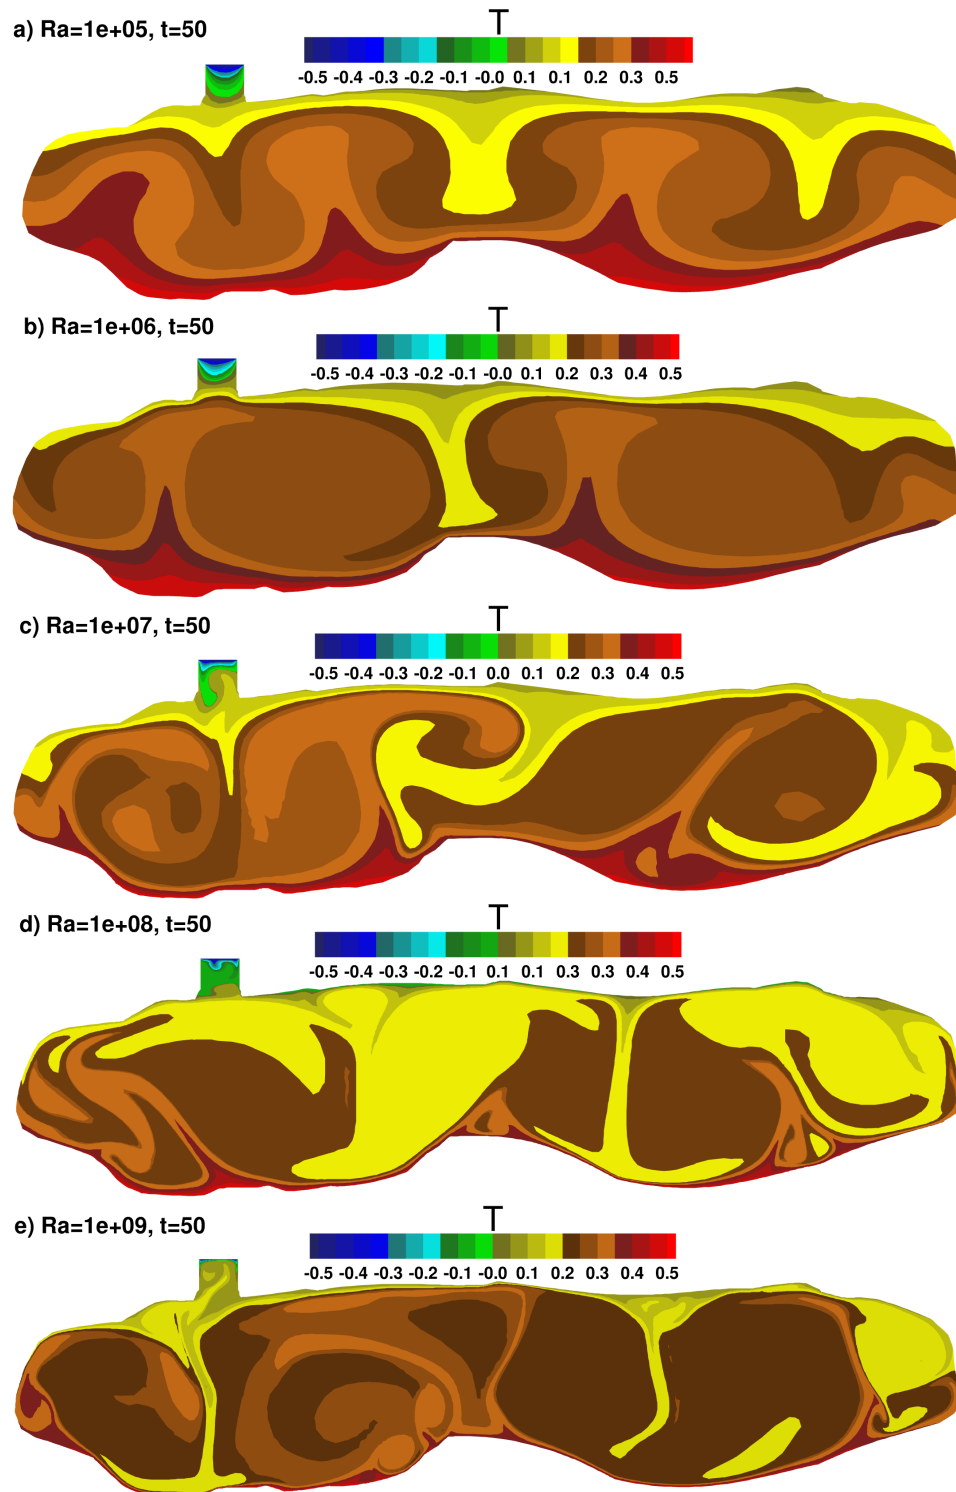 a) Ra=1e+05, t=50
T
-0.5 -0.4 -0.3 -0.2 -0.1 -0.0 0.1 0.1 0.2 0.3 0.5
b) Ra=1e+06, t=50
T
-0.5 -0.4 -0.3 -0.2 -0.1 -0.0 0.1 0.2 0.3 0.4 0.5
c) Ra=1e+07, t=50
T
-0.5 -0.4 -0.3 -0.2 -0.1 0.0 0.1 0.2 0.3 0.4 0.5
d) Ra=1e+08, t=50
T
-0.5 -0.4 -0.3 -0.2 -0.1 0.1 0.1 0.2 0.3 0.4 0.5
e) Ra=1e+09, t=50
T
-0.5 -0.4 -0.3 -0.2 -0.1 -0.0 0.1 0.2 0.3 0.4 0.5